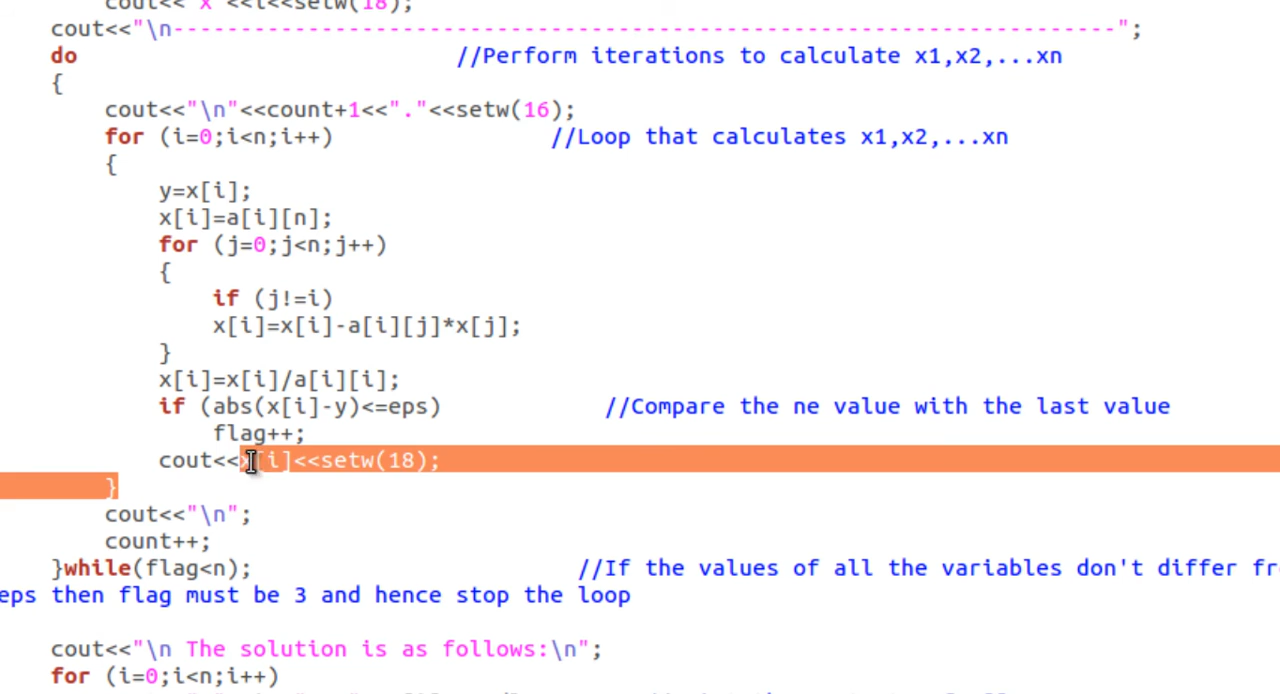 cout<<"x"<<i<<setw(18);
cout<<"\n----------------------------------------------------------------------";
do //Perform iterations to calculate x1,x2,...xn
{
cout<<"\n"<<count+1<<"."<<setw(16);
for (i=0;i<n;i++) //Loop that calculates x1,x2,...xn
{
y=x[i];
x[i]=a[i][n];
for (j=0;j<n;j++)
{
if (j!=i)
x[i]=x[i]-a[i][j]*x[j];
}
x[i]=x[i]/a[i][i];
if (abs(x[i]-y)<=eps) //Compare the ne value with the last value
flag++;
cout<<x[i]<<setw(18);
}
cout<<"\n";
count++;
}while(flag<n); //If the values of all the variables don't differ
eps then flag must be 3 and hence stop the loop
cout<<"\n The solution is as follows:\n";
for (i=0;i<n;i++)